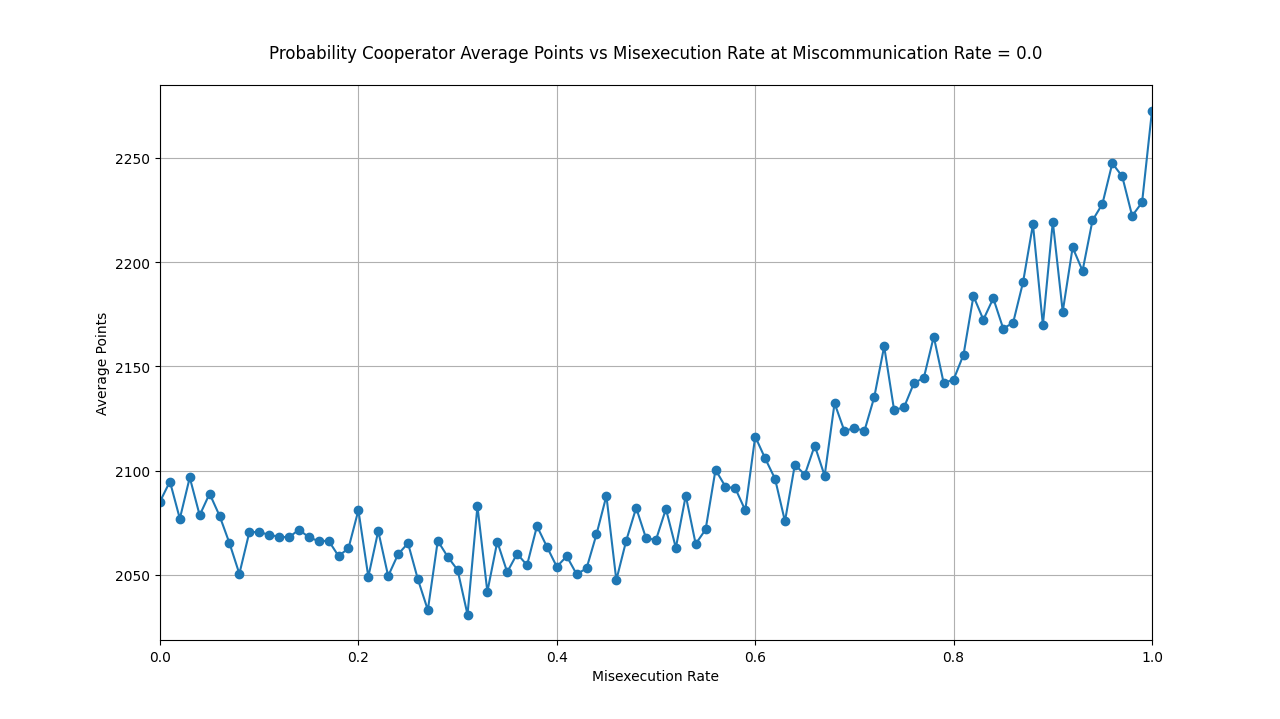 Probability Cooperator Average Points vs Misexecution Rate at Miscommunication Rate = 0.0
2250
2200
2150
2100
2050
Average Points
0.0 0.2 0.4 0.6 0.8 1.0
Misexecution Rate